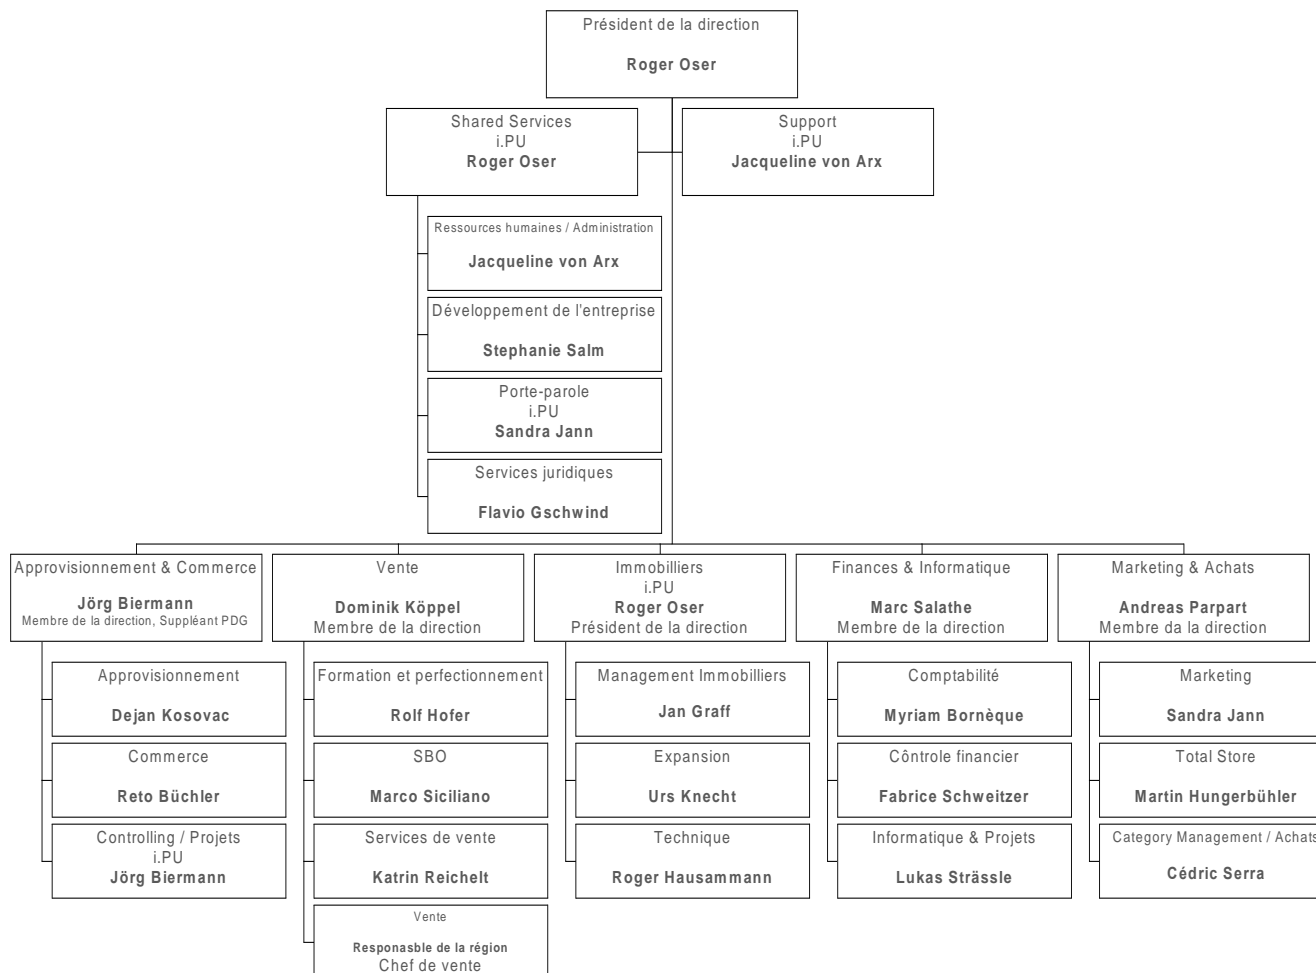 Président de la direction
Roger Oser
Shared Services
i.PU
Roger Oser
Support
i.PU
Jacqueline von Arx
Ressources humaines / Administration
Jacqueline von Arx
Développement de l'entreprise
Stephanie Salm
Porte-parole
i.PU
Sandra Jann
Services juridiques
Flavio Gschwind
Approvisionnement & Commerce
Jörg Biermann
Membre de la direction, Suppléant PDG
Approvisionnement
Dejan Kosovac
Commerce
Reto Büchler
Controlling / Projets
i.PU
Jörg Biermann
Vente
Dominik Köppel
Membre de la direction
Formation et perfectionnement
Rolf Hofer
SBO
Marco Siciliano
Services de vente
Katrin Reichelt
Vente
Responasble de la région
Chef de vente
Immobilliers
i.PU
Roger Oser
Président de la direction
Management Immobilliers
Jan Graff
Expansion
Urs Knecht
Technique
Roger Hausammann
Finances & Informatique
Marc Salathe
Membre de la direction
Comptabilité
Myriam Bornèque
Côntrole financier
Fabrice Schweitzer
Informatique & Projets
Lukas Strässle
Marketing & Achats
Andreas Parpart
Membre da la direction
Marketing
Sandra Jann
Total Store
Martin Hungerbühler
Category Management / Achats
Cédric Serra